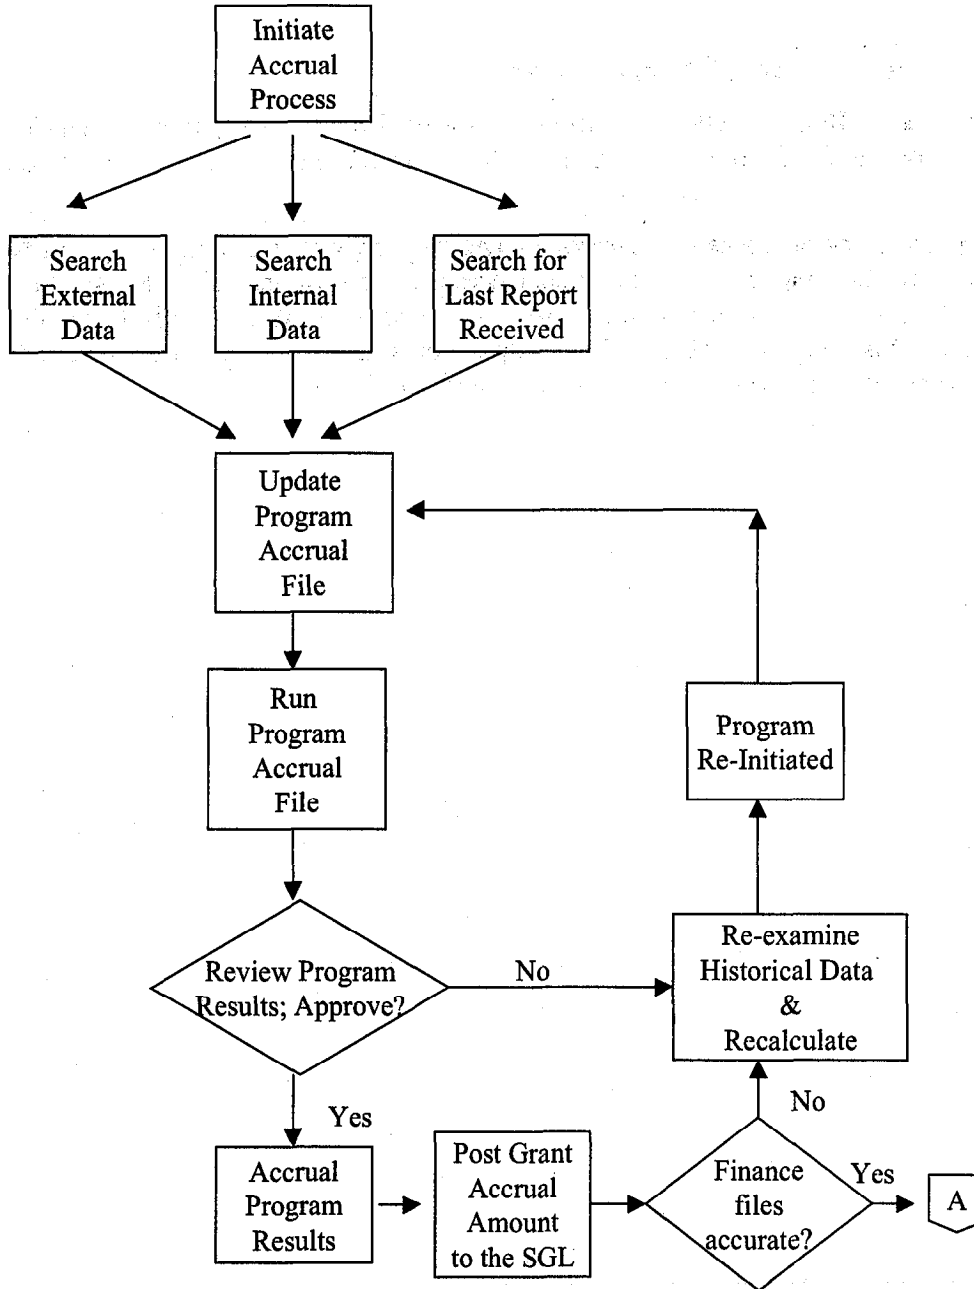 Initiate
Accrual
Process
Search
External
Data
Search
Internal
Data
Search for
Last Report
Received
Update
Program
Accrual
File
Run
Program
Accrual
File
Program
Re-Initiated
Review Program
Results; Approve?
No
Re-examine
Historical Data
&
Recalculate
Yes
No
Accrual
Program
Results
Post Grant
Accrual
Amount
to the SGL
Finance
files
accurate?
Yes
A